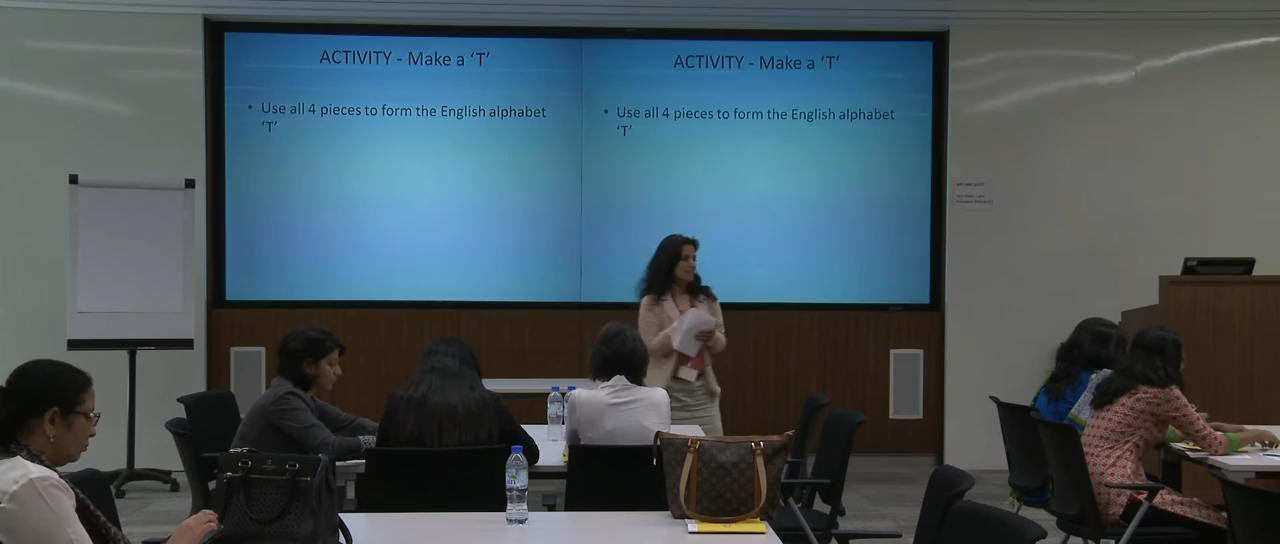 ACTIVITY - Make a ‘T’
• Use all 4 pieces to form the English alphabet
‘T’
ACTIVITY - Make a ‘T’
• Use all 4 pieces to form the English alphabet
‘T’